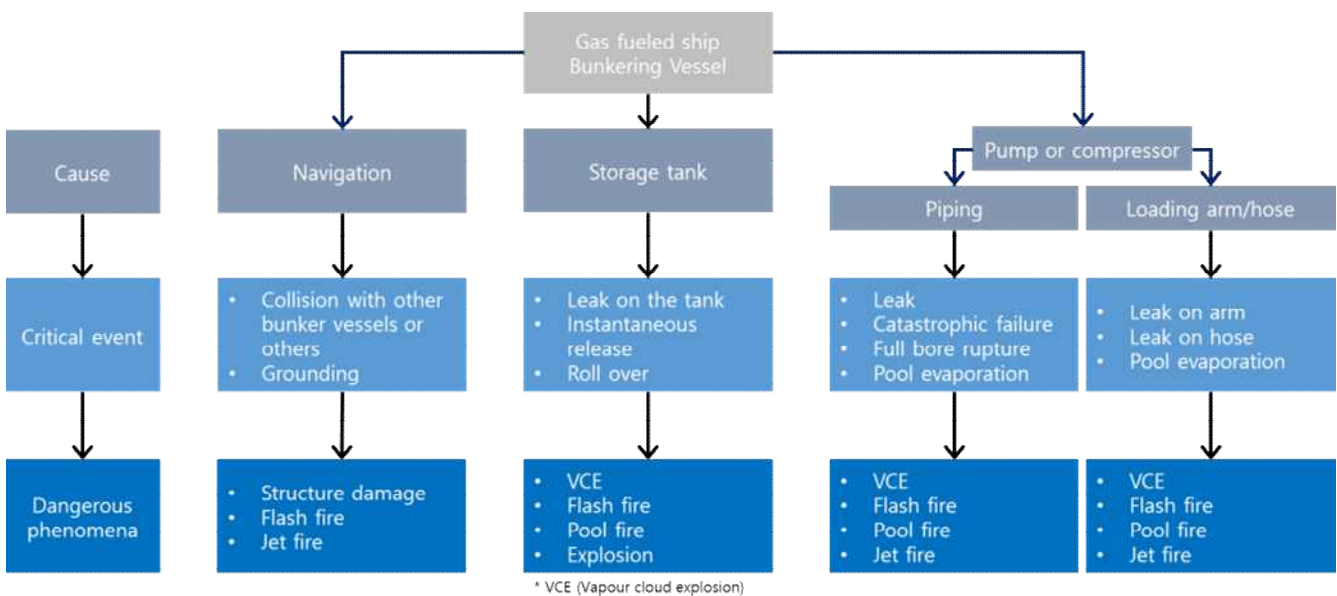 Gas fueled ship
Bunkering Vessel
Cause
Navigation
Storage tank
Pump or compressor
Piping
Loading arm/hose
Critical event
• Collision with other
bunker vessels or
others
• Grounding
• Leak on the tank
• Instantaneous
release
• Roll over
• Leak
• Catastrophic failure
• Full bore rupture
• Pool evaporation
• Leak on arm
• Leak on hose
• Pool evaporation
Dangerous
phenomena
• Structure damage
• Flash fire
• Jet fire
• VCE
• Flash fire
• Pool fire
• Explosion
• VCE
• Flash fire
• Pool fire
• Jet fire
• VCE
• Flash fire
• Pool fire
• Jet fire
* VCE (Vapour cloud explosion)